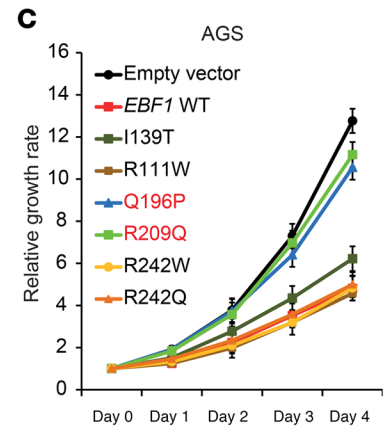 C
AGS
Relative growth rate
16
14
12
10
8
6
4
2
0
Empty vector
EBF1 WT
I139T
R111W
Q196P
R209Q
R242W
R242Q
Day 0 Day 1 Day 2 Day 3 Day 4